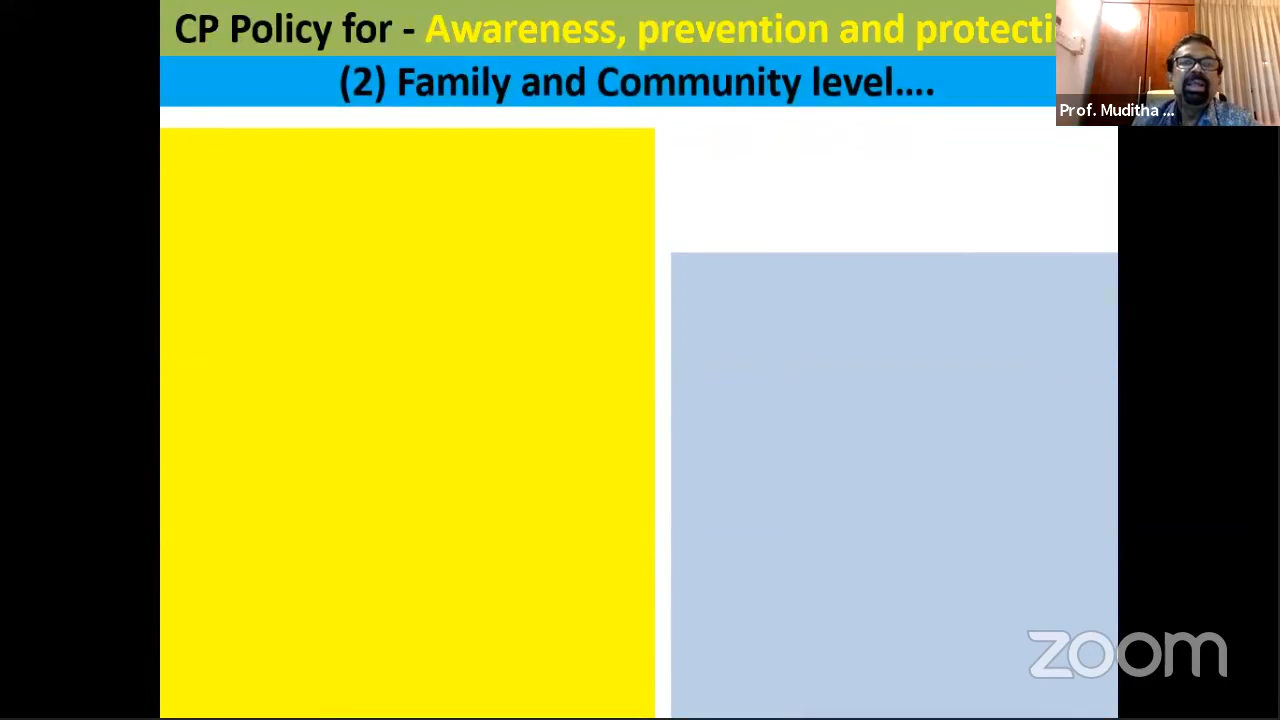 CP Policy for - Awareness, prevention and protecti
(2) Family and Community level....
Prof. Muditha ...
zoom